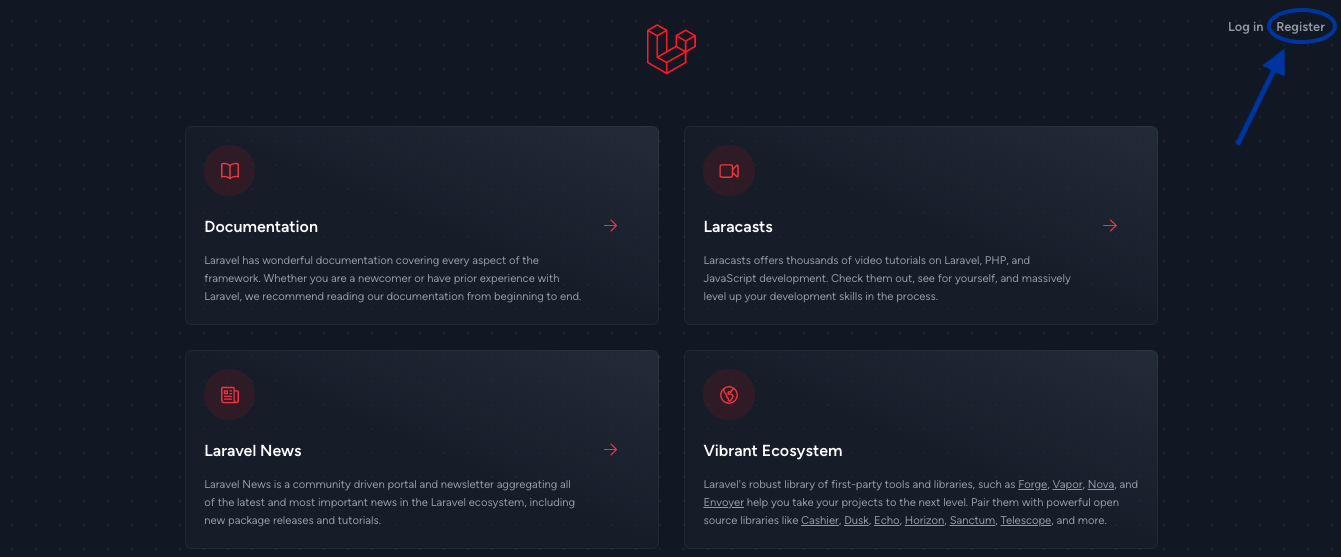 Log in Register
Documentation
Laravel has wonderful documentation covering every aspect of the
framework. Whether you are a newcomer or have prior experience with
Laravel, we recommend reading our documentation from beginning to end.
Laracasts
Laracasts offers thousands of video tutorials on Laravel, PHP, and
JavaScript development. Check them out, see for yourself, and massively
level up your development skills in the process.
Laravel News
Laravel News is a community driven portal and newsletter aggregating all
of the latest and most important news in the Laravel ecosystem, including
new package releases and tutorials.
Vibrant Ecosystem
Laravel's robust library of first-party tools and libraries, such as Forge, Vapor, Nova, and
Envoyer help you take your projects to the next level. Pair them with powerful open
source libraries like Cashier, Dusk, Echo, Horizon, Sanctum, Telescope, and more.